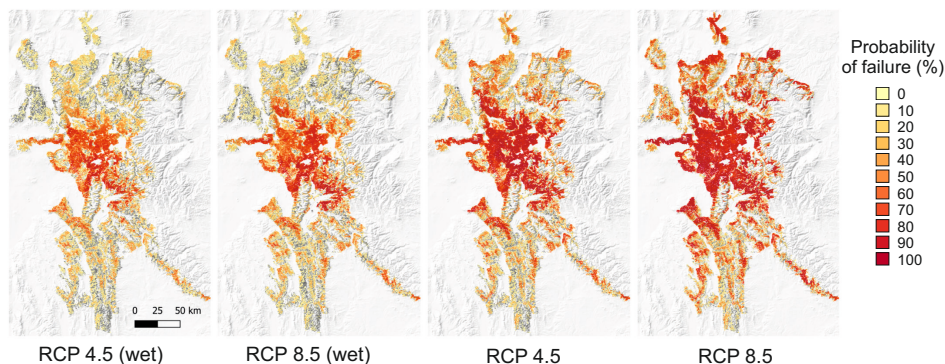 Probability
of failure (%)
0
10
20
30
40
50
60
70
80
90
100
0 25 50 km
RCP 4.5 (wet)
RCP 8.5 (wet)
RCP 4.5
RCP 8.5